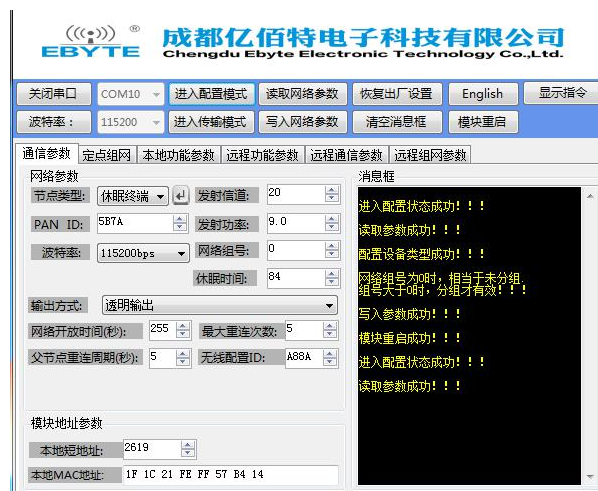 ((•)) ®
EBYTE
成都亿佰特电子科技有限公司
Chengdu Ebyte Electronic Technology Co.,Ltd.
关闭串口 COM10 进入配置模式 读取网络参数 恢复出厂设置 English 显示指令
波特率: 115200 进入传输模式 写入网络参数 清空消息框 模块重启
通信参数 定点组网 本地功能参数 远程功能参数 远程通信参数 远程组网参数
网络参数
节点类型: 休眠终端 发射信道: 20
PAN ID: 5B7A 发射功率: 9.0
波特率: 115200bps 网络组号: 0
休眠时间: 84
输出方式: 透明输出
网络开放时间(秒): 255 最大重连次数: 5
父节点重连周期(秒): 5 无线配置ID: A88A
模块地址参数
本地短地址: 2619
本地MAC地址: 1F 1C 21 FE FF 57 B4 14
消息框
进入配置状态成功!!!
读取参数成功!!!
配置设备类型成功!!!
网络组号为0时，相当于未分组,
组号大于0时，分组才有效!!!
写入参数成功!!!
模块重启成功!!!
进入配置状态成功!!!
读取参数成功!!!